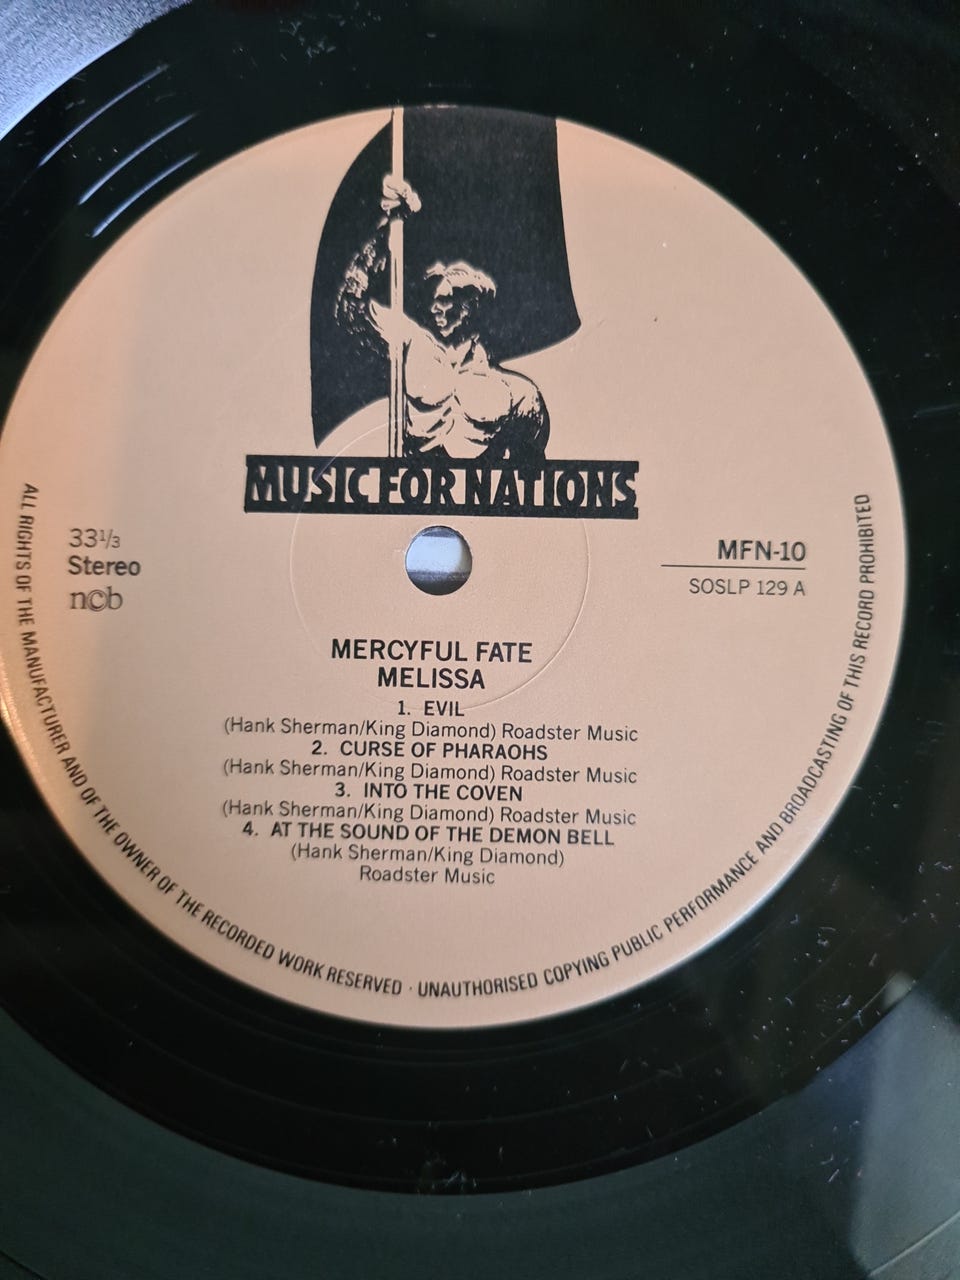 MUSIC FOR NATIONS
33 1/3
Stereo
n©b
MFN-10
SOSLP 129 A
MERCYFUL FATE
MELISSA
1. EVIL
(Hank Sherman/King Diamond) Roadster Music
2. CURSE OF PHARAOHS
(Hank Sherman/King Diamond) Roadster Music
3. INTO THE COVEN
(Hank Sherman/King Diamond) Roadster Music
4. AT THE SOUND OF THE DEMON BELL
(Hank Sherman/King Diamond)
Roadster Music
ALL RIGHTS OF THE MANUFACTURER AND OF THE OWNER OF THE RECORDED WORK RESERVED · UNAUTHORISED COPYING PUBLIC PERFORMANCE AND BROADCASTING OF THIS RECORD PROHIBITED